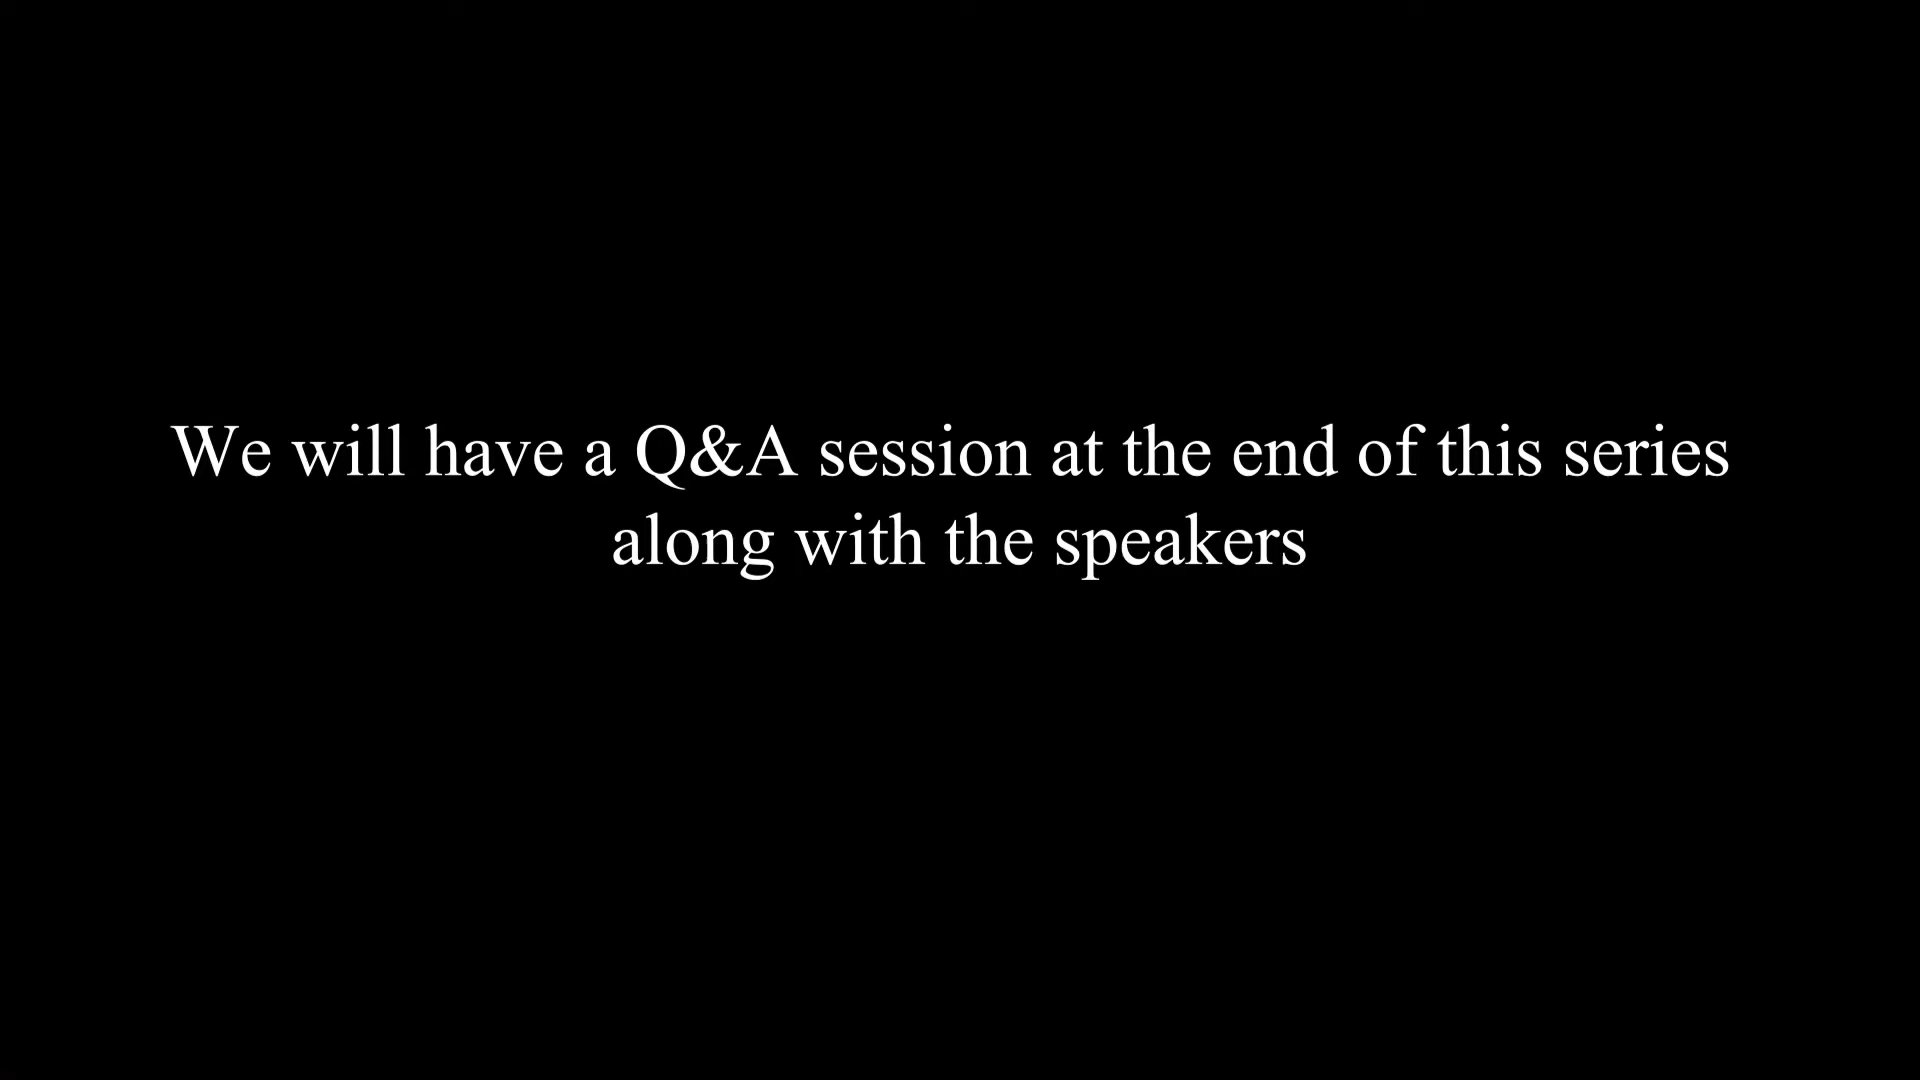 We will have a Q&A session at the end of this series
along with the speakers